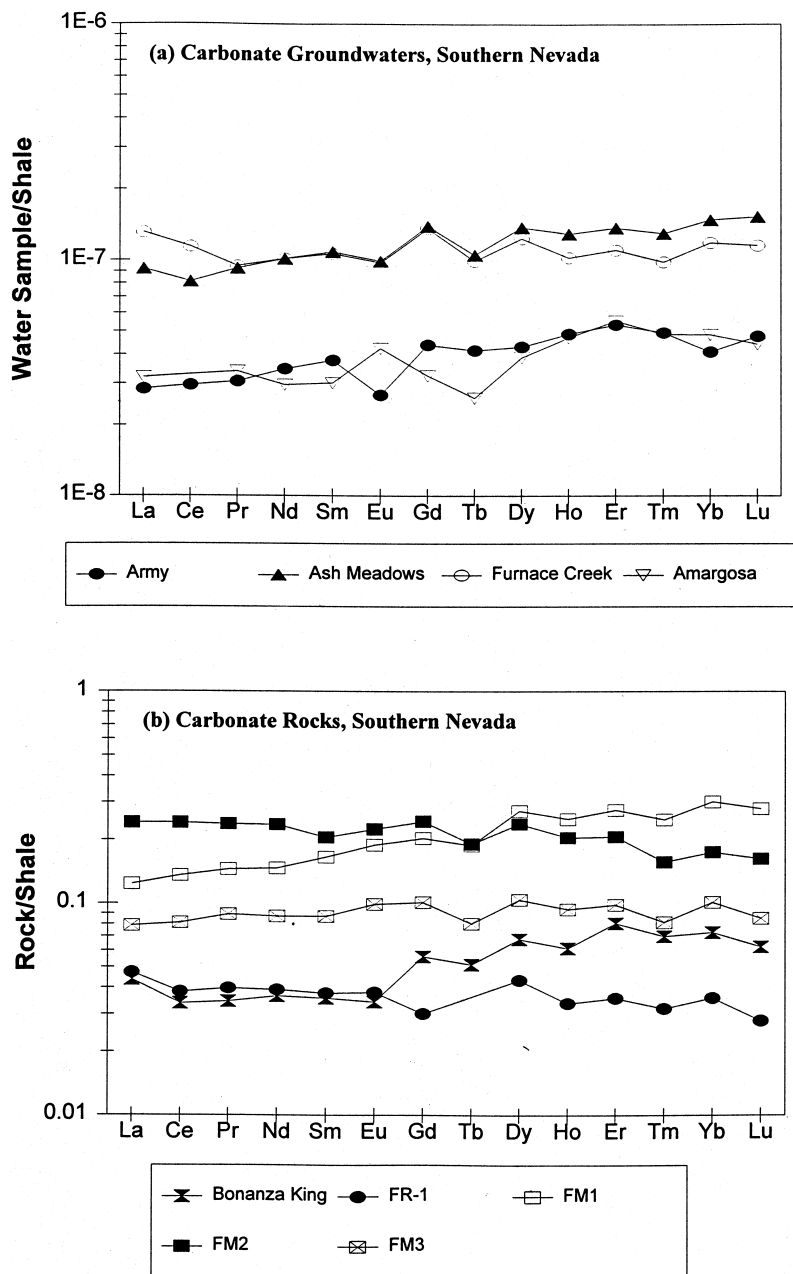 1E-6
(a) Carbonate Groundwaters, Southern Nevada
Water Sample/Shale
1E-7
1E-8
La Ce Pr Nd Sm Eu Gd Tb Dy Ho Er Tm Yb Lu
Army Ash Meadows Furnace Creek Amargosa
1
(b) Carbonate Rocks, Southern Nevada
Rock/Shale
0.1
0.01
La Ce Pr Nd Sm Eu Gd Tb Dy Ho Er Tm Yb Lu
Bonanza King FR-1 FM1
FM2 FM3